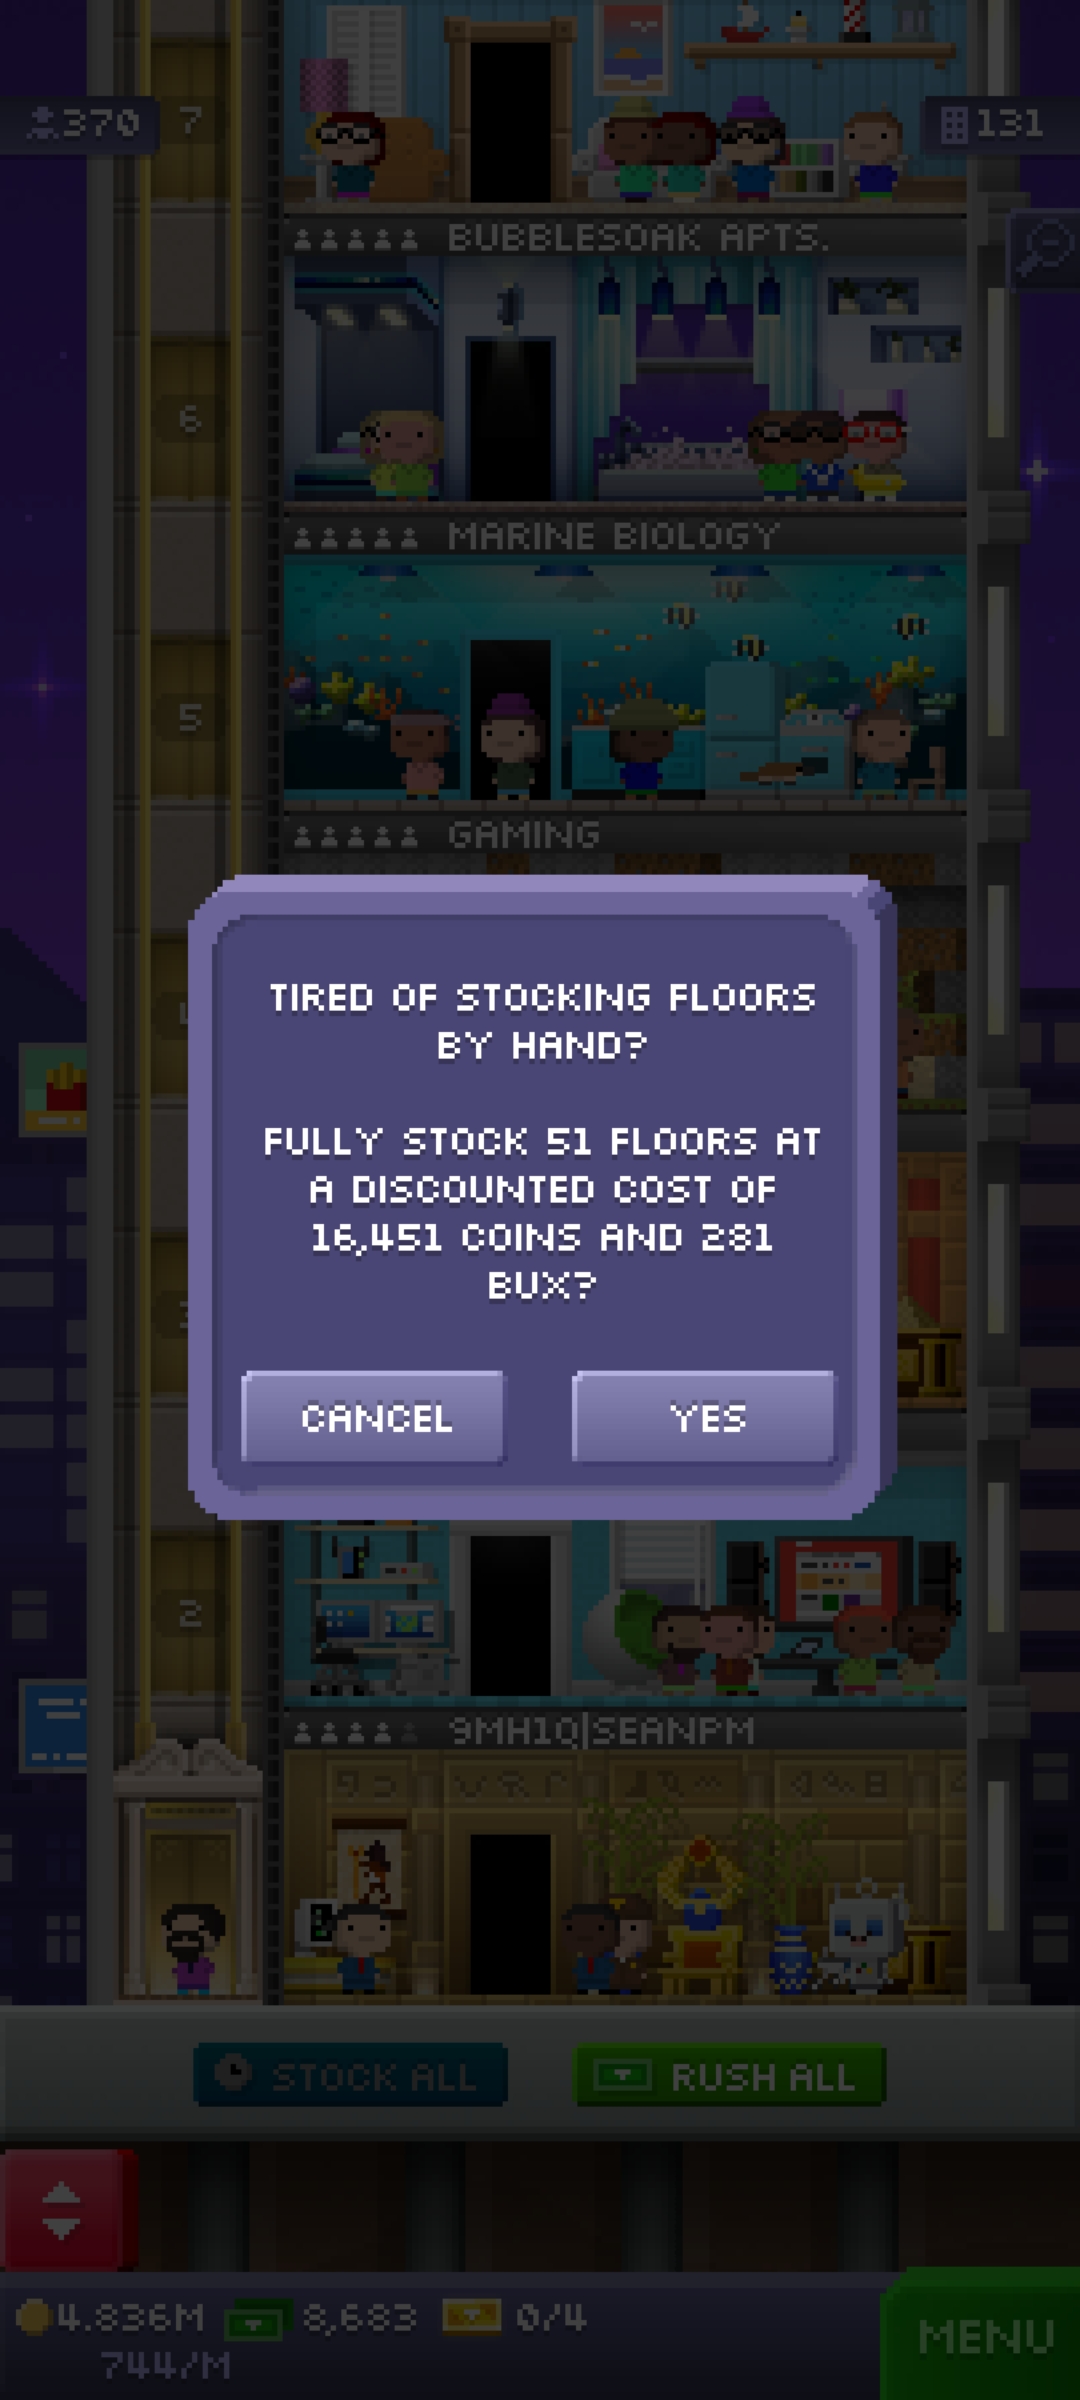 370
7
131
BUBBLESOAK APTS.
6
MARINE BIOLOGY
5
GAMING
TIRED OF STOCKING FLOORS
BY HAND?
FULLY STOCK 51 FLOORS AT
A DISCOUNTED COST OF
16,451 COINS AND 281
BUX?
CANCEL
YES
2
9MH1Q|SEANPM
STOCK ALL
RUSH ALL
4.836M
8,683
0/4
744/M
MENU